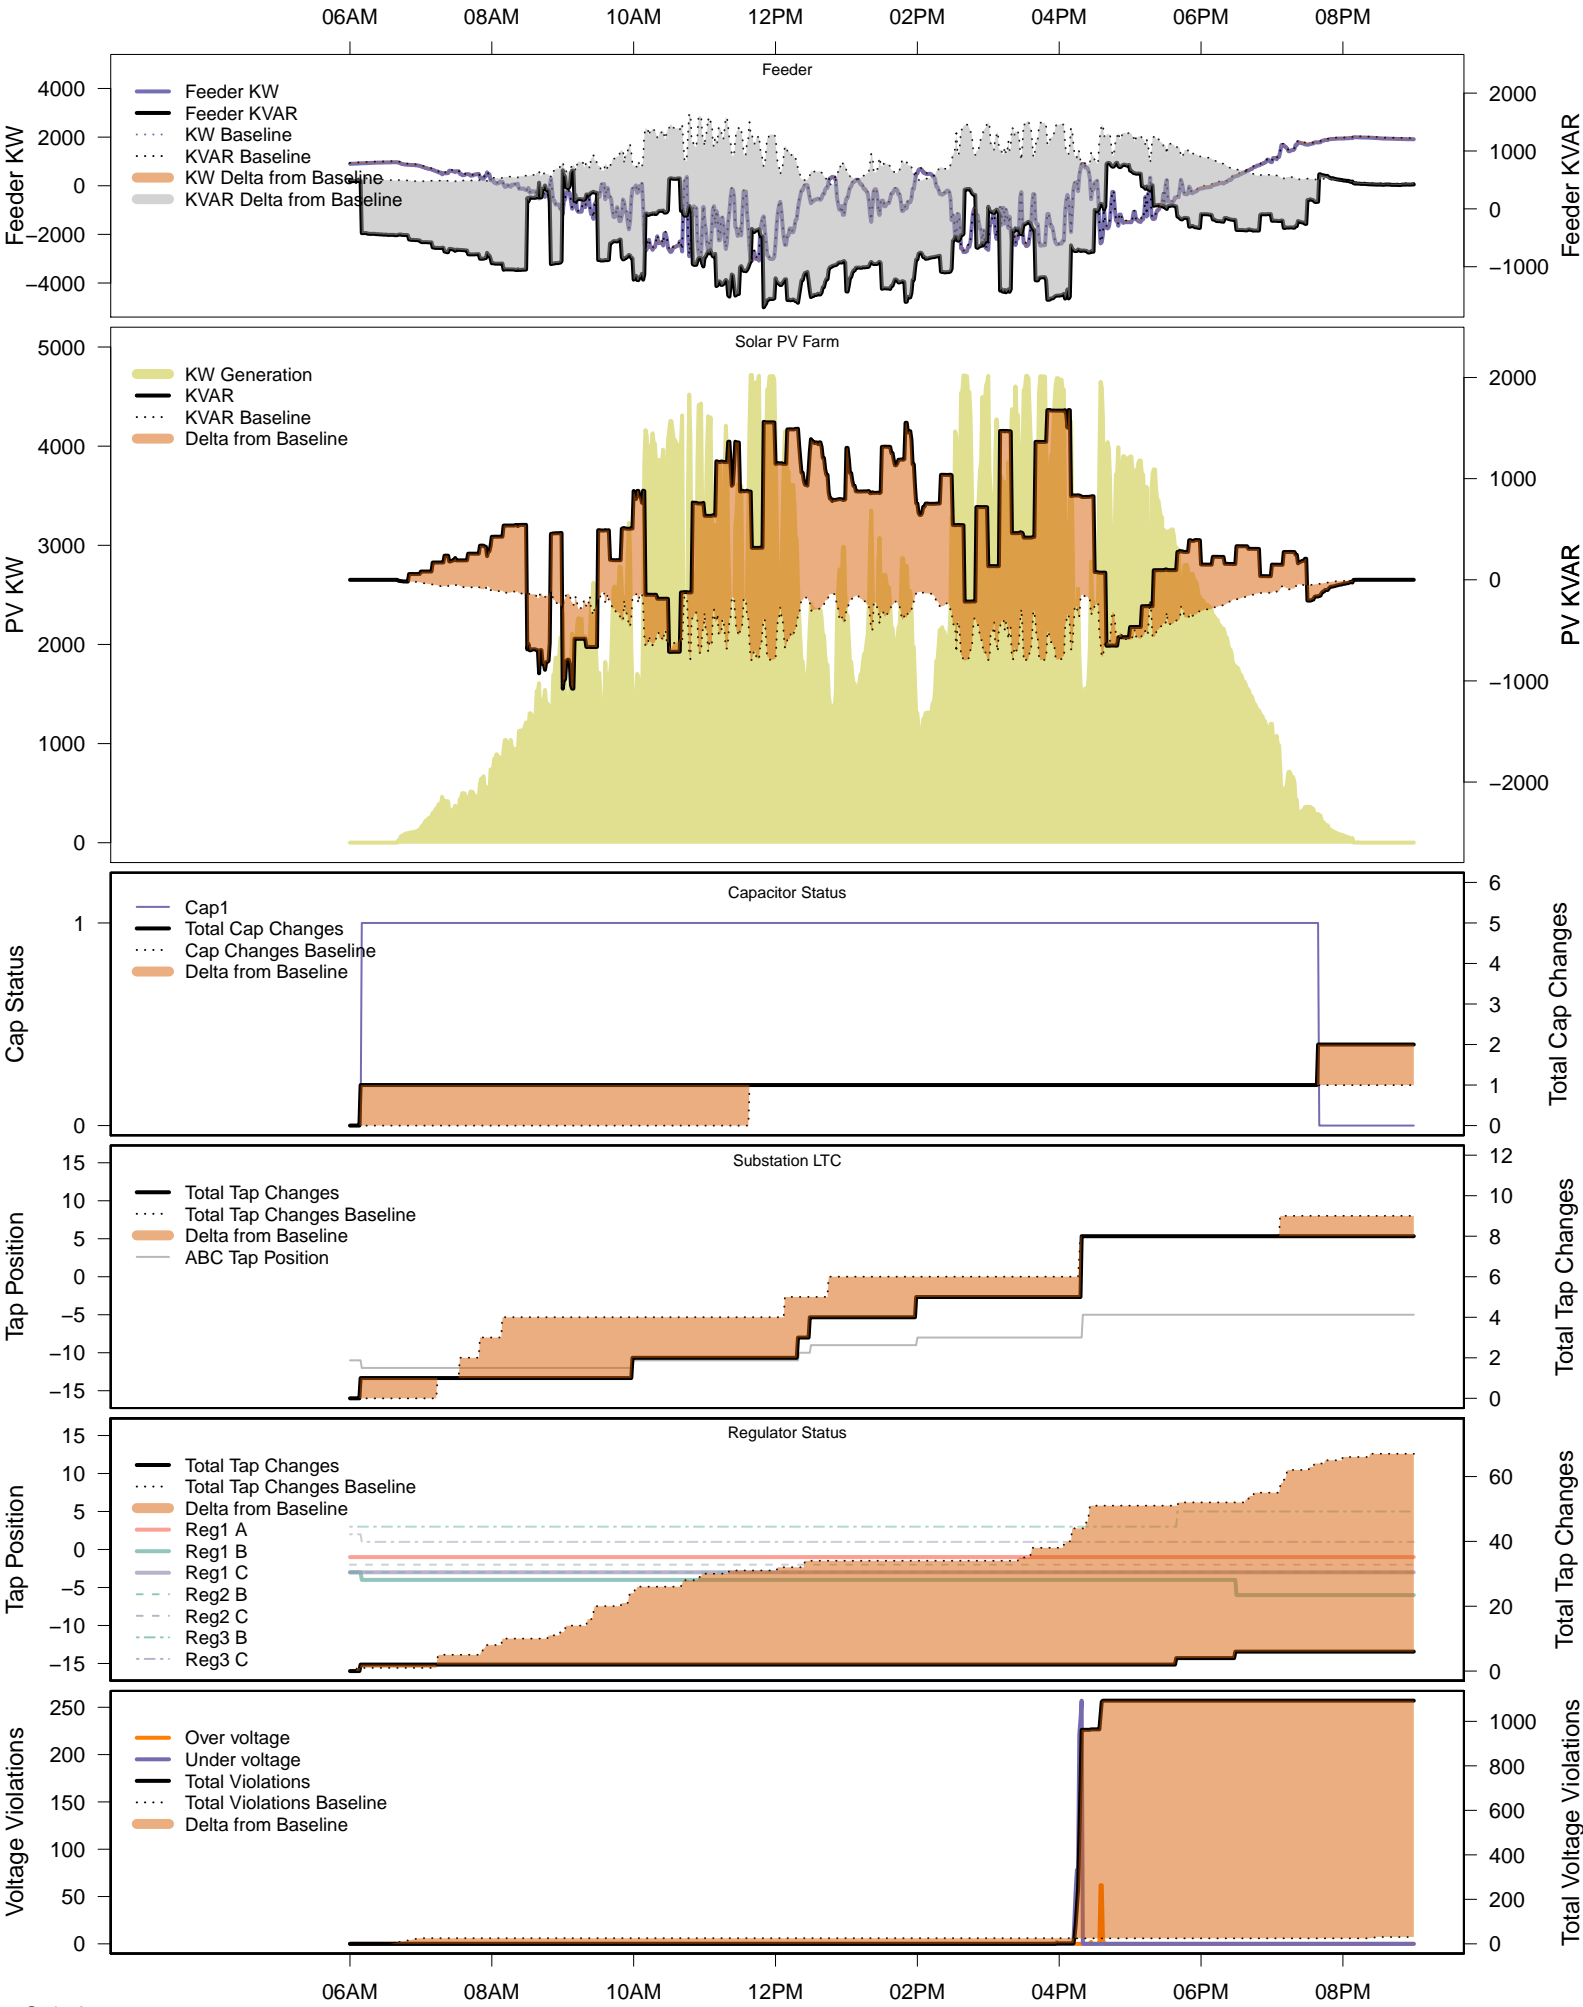 06AM 08AM 10AM 12PM 02PM 04PM 06PM 08PM
Feeder
Feeder KW
Feeder KVAR
KW Baseline
KVAR Baseline
KW Delta from Baseline
KVAR Delta from Baseline
4000
2000
0
−2000
−4000
Feeder KW
2000
1000
0
−1000
Feeder KVAR
Solar PV Farm
KW Generation
KVAR
KVAR Baseline
Delta from Baseline
5000
4000
3000
2000
1000
0
PV KW
2000
1000
0
−1000
−2000
PV KVAR
Capacitor Status
Cap1
Total Cap Changes
Cap Changes Baseline
Delta from Baseline
1
0
Cap Status
6
5
4
3
2
1
0
Total Cap Changes
Substation LTC
Total Tap Changes
Total Tap Changes Baseline
Delta from Baseline
ABC Tap Position
15
10
5
0
−5
−10
−15
Tap Position
12
10
8
6
4
2
0
Total Tap Changes
Regulator Status
Total Tap Changes
Total Tap Changes Baseline
Delta from Baseline
Reg1 A
Reg1 B
Reg1 C
Reg2 B
Reg2 C
Reg3 B
Reg3 C
15
10
5
0
−5
−10
−15
Tap Position
60
40
20
0
Total Tap Changes
Over voltage
Under voltage
Total Violations
Total Violations Baseline
Delta from Baseline
250
200
150
100
50
0
Voltage Violations
1000
800
600
400
200
0
Total Voltage Violations
06AM 08AM 10AM 12PM 02PM 04PM 06PM 08PM